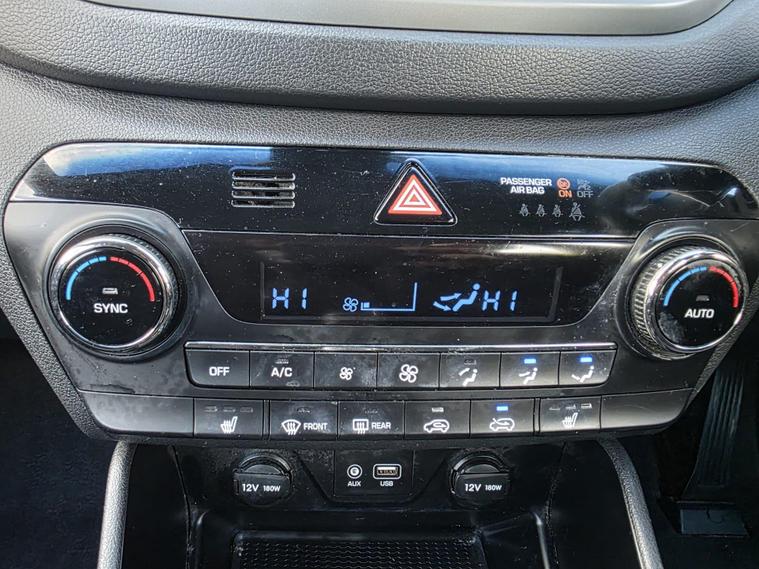 PASSENGER
AIR BAG ON OFF
HI HI
SYNC
AUTO
OFF A/C
FRONT REAR
12V 180W
AUX USB
12V 180W